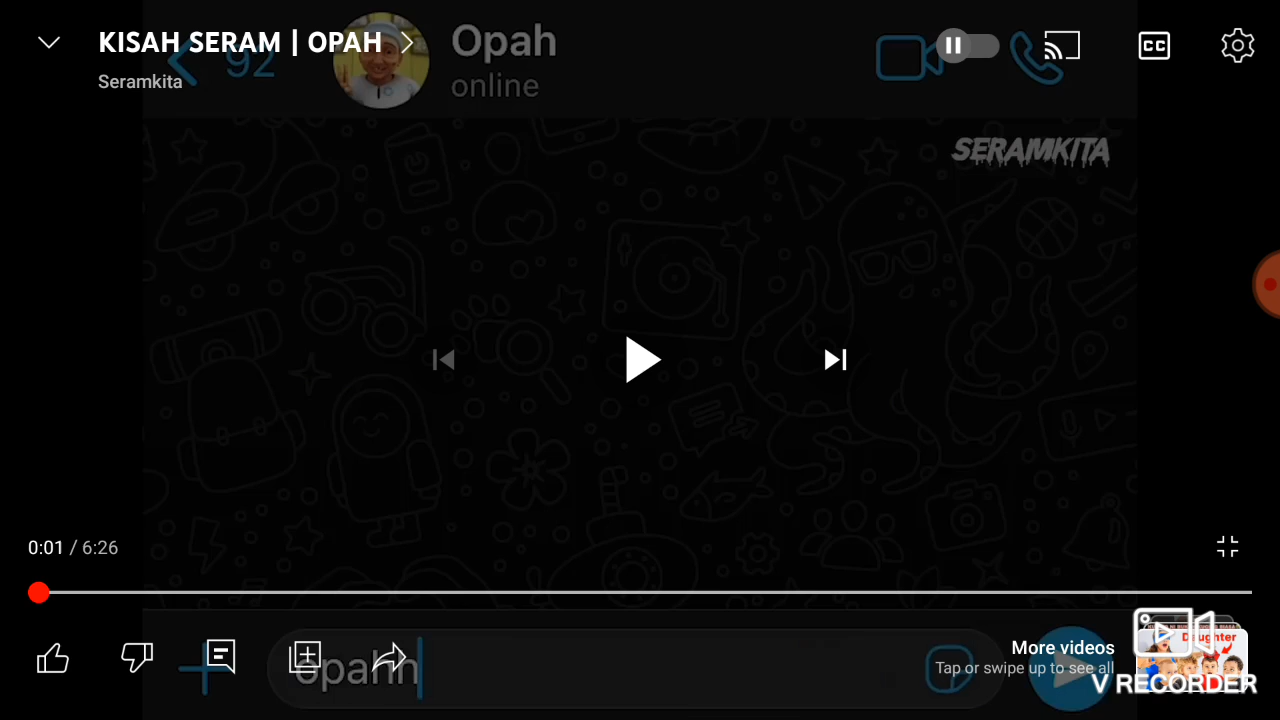 KISAH SERAM | OPAH
Seramkita
92
Opah
online
CC
SERAMKITA
0:01 / 6:26
opahh
More videos
Tap or swipe up to see all
Daughter
V RECORDER